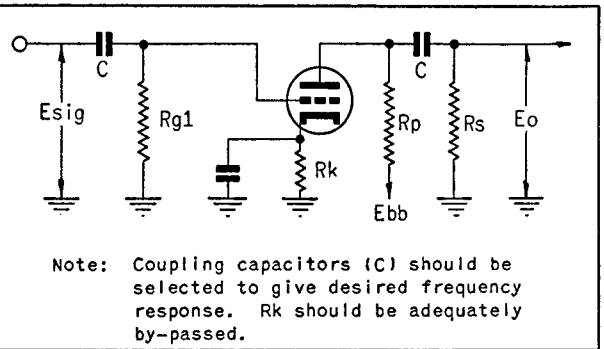 C
C
Esig
Rg1
Rp
Rs
Eo
Rk
Ebb
Note: Coupling capacitors (C) should be
selected to give desired frequency
response. Rk should be adequately
by-passed.